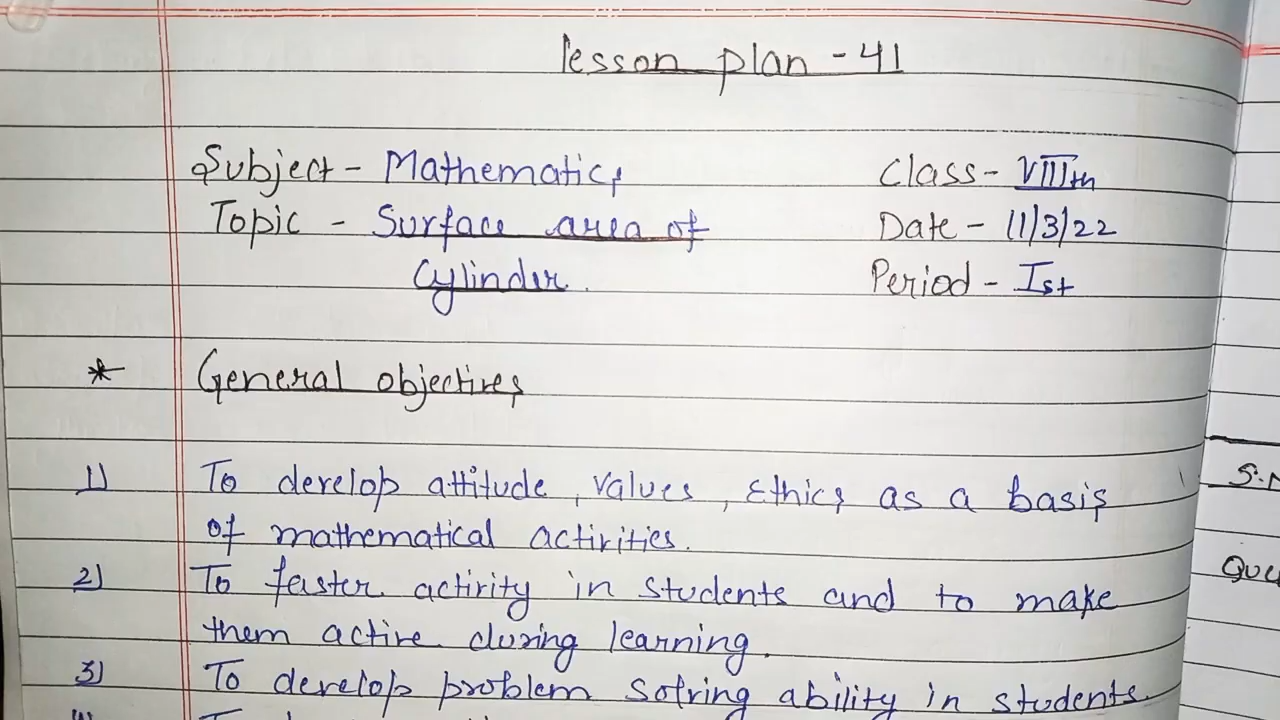 lesson plan - 41
Subject - Mathematics
Class - VIIIth
Topic - Surface area of
Date - 11/3/22
Cylinder.
Period - Ist
* General objectives
1) To develop attitude, values, Ethics as a basis
of mathematical activities.
2) To faster activity in students and to make
them active during learning.
3) To develop problem solving ability in students.
S.N
Que